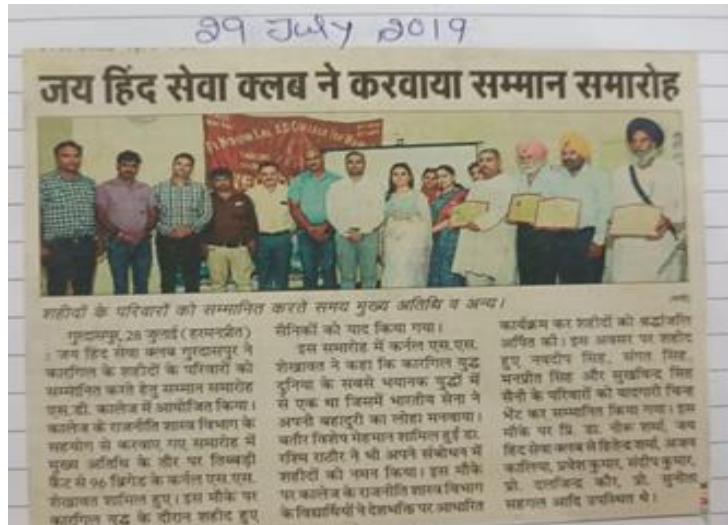 29 July 2019
जय हिंद सेवा क्लब ने करवाया सम्मान समारोह
शहीदों के परिवारों को सम्मानित करते समय मुख्य अतिथि व अन्य।
गुरदासपुर, 28 जुलाई (हरमनप्रीत)
: जय हिंद सेवा क्लब गुरदासपुर ने
कारगिल के शहीदों के परिवारों को
सम्मानित करते हेतु सम्मान समारोह
एस.डी. कालेज में आयोजित किया।
कालेज के राजनीति शास्त्र विभाग के
सहयोग से करवाए गए समारोह में
मुख्य अतिथि के तौर पर तिब्बड़ी
कैंट से 96 ब्रिगेड के कर्नल एस.एस.
शेखावत शामिल हुए। इस मौके पर
कारगिल युद्ध के दौरान शहीद हुए
सैनिकों को याद किया गया।
इस समारोह में कर्नल एस.एस.
शेखावत ने कहा कि कारगिल युद्ध
दुनिया के सबसे भयानक युद्धों में
से एक था जिसमें भारतीय सेना ने
अपनी बहादुरी का लोहा मनवाया।
बतौर विशेष मेहमान शामिल हुई डा.
रश्मि राठौर ने भी अपने संबोधन में
शहीदों को नमन किया। इस मौके
पर कालेज के राजनीति शास्त्र विभाग
के विद्यार्थियों ने देशभक्ति पर आधारित
कार्यक्रम कर शहीदों को श्रद्धांजलि
अर्पित की। इस अवसर पर शहीद
हुए नवदीप सिंह, संगत सिंह,
मनप्रीत सिंह और सुखविन्द्र सिंह
सैनी के परिवारों को यादगारी चिन्ह
भेंट कर सम्मानित किया गया। इस
मौके पर प्रि. डा. नीरू शर्मा, जय
हिंद सेवा क्लब से हितेन्द्र शर्मा, अजय
कालिया, प्रवेश कुमार, संदीप कुमार,
प्रो. दलजिन्द्र कौर, प्रो. सुनीता
सहगल आदि उपस्थित थे।